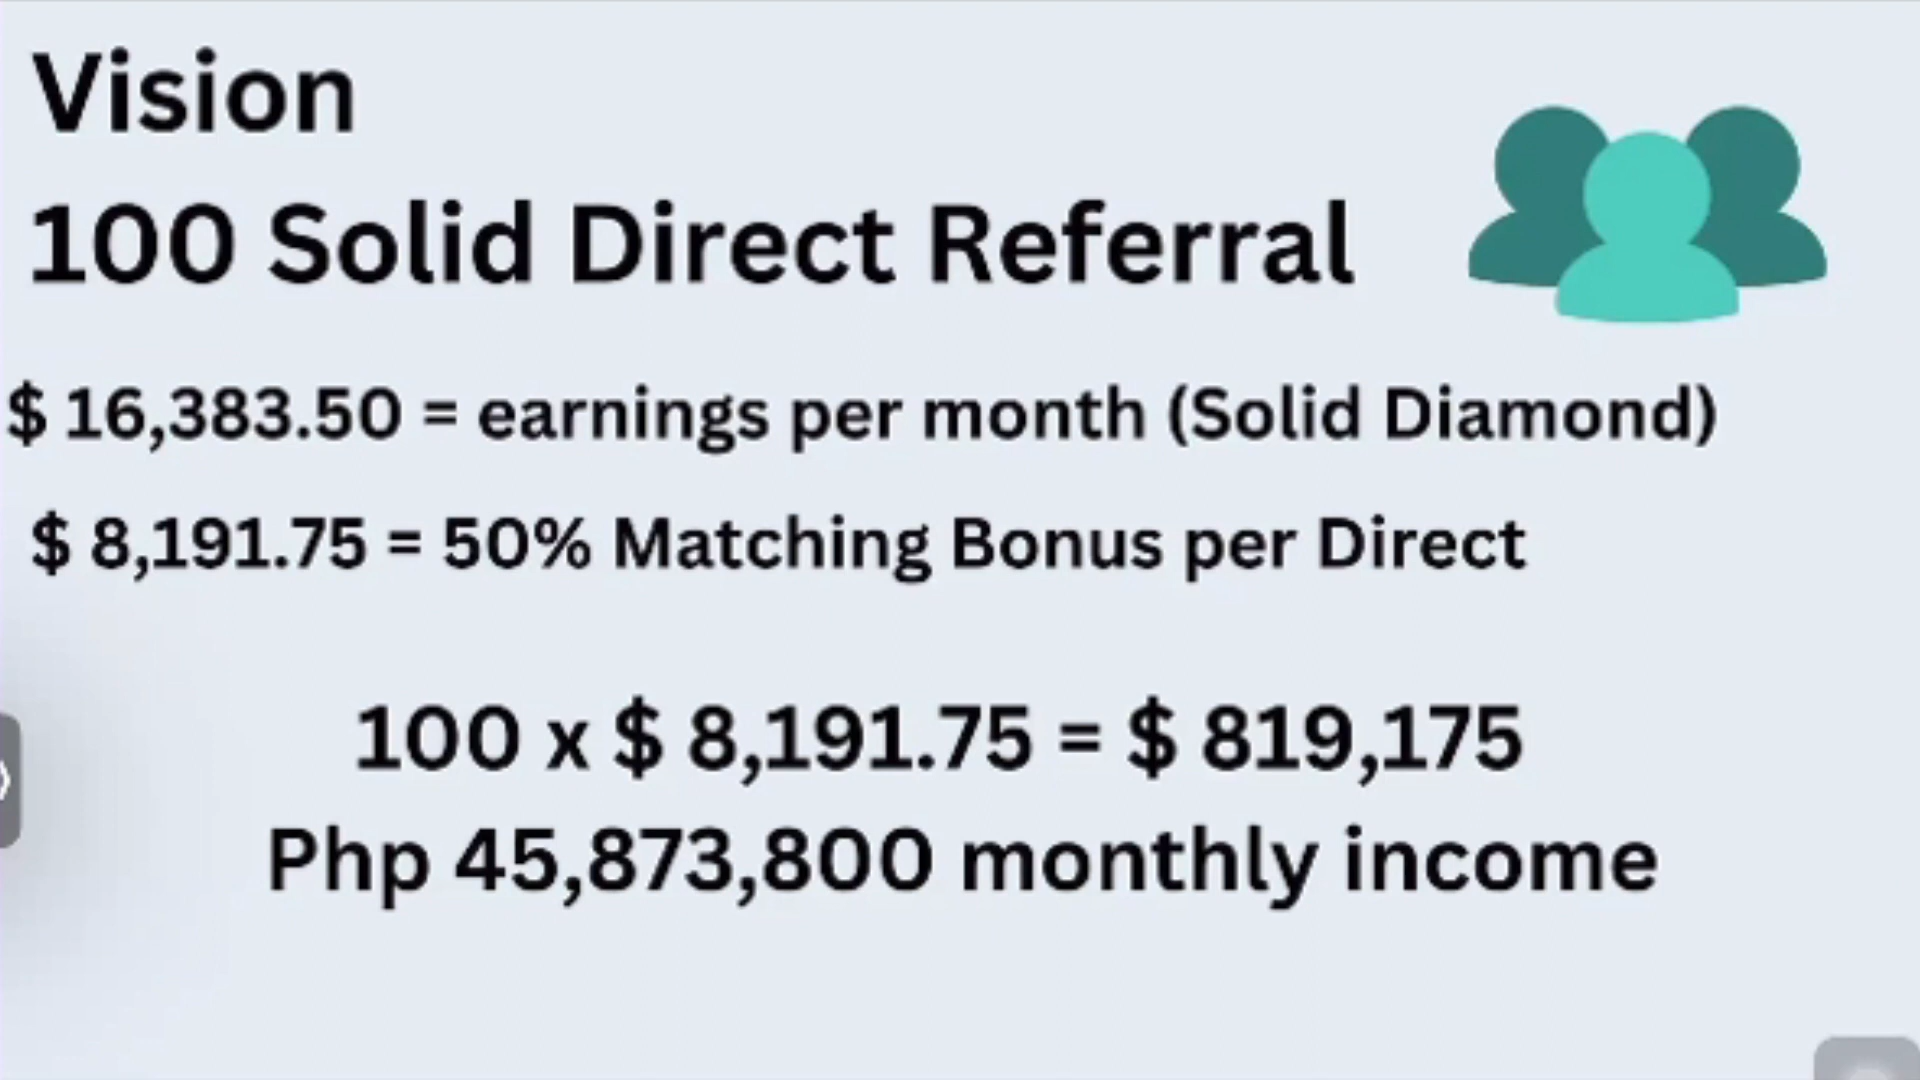 Vision
100 Solid Direct Referral
$ 16,383.50 = earnings per month (Solid Diamond)
$ 8,191.75 = 50% Matching Bonus per Direct
100 x $ 8,191.75 = $ 819,175
Php 45,873,800 monthly income